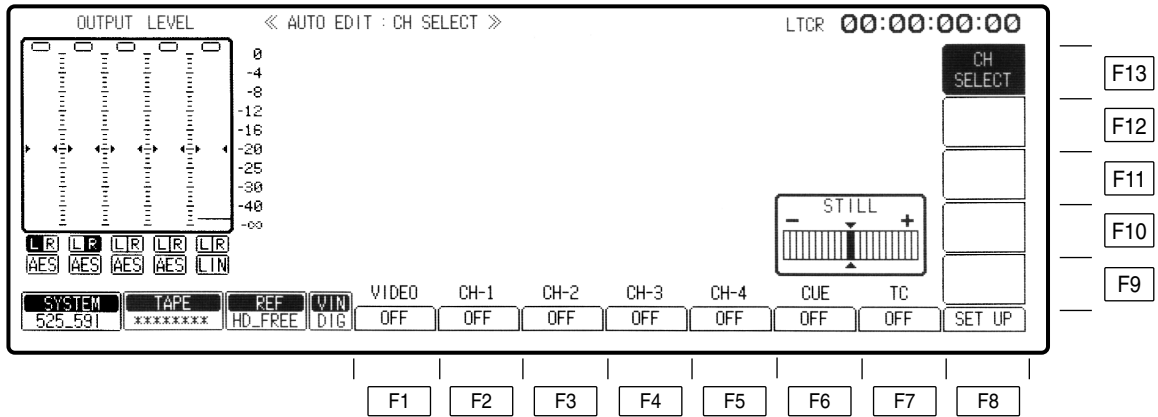 OUTPUT LEVEL
≪ AUTO EDIT : CH SELECT ≫
LTCR 00:00:00:00
0
-4
-8
-12
-16
-20
-25
-30
-40
-∞
L R L R L R L R L R
AES AES AES AES LIN
CH
SELECT
STILL
- +
SYSTEM TAPE REF VIN
525_59I ******** HD_FREE DIG
VIDEO CH-1 CH-2 CH-3 CH-4 CUE TC
OFF OFF OFF OFF OFF OFF OFF SET UP
F13
F12
F11
F10
F9
F1 F2 F3 F4 F5 F6 F7 F8